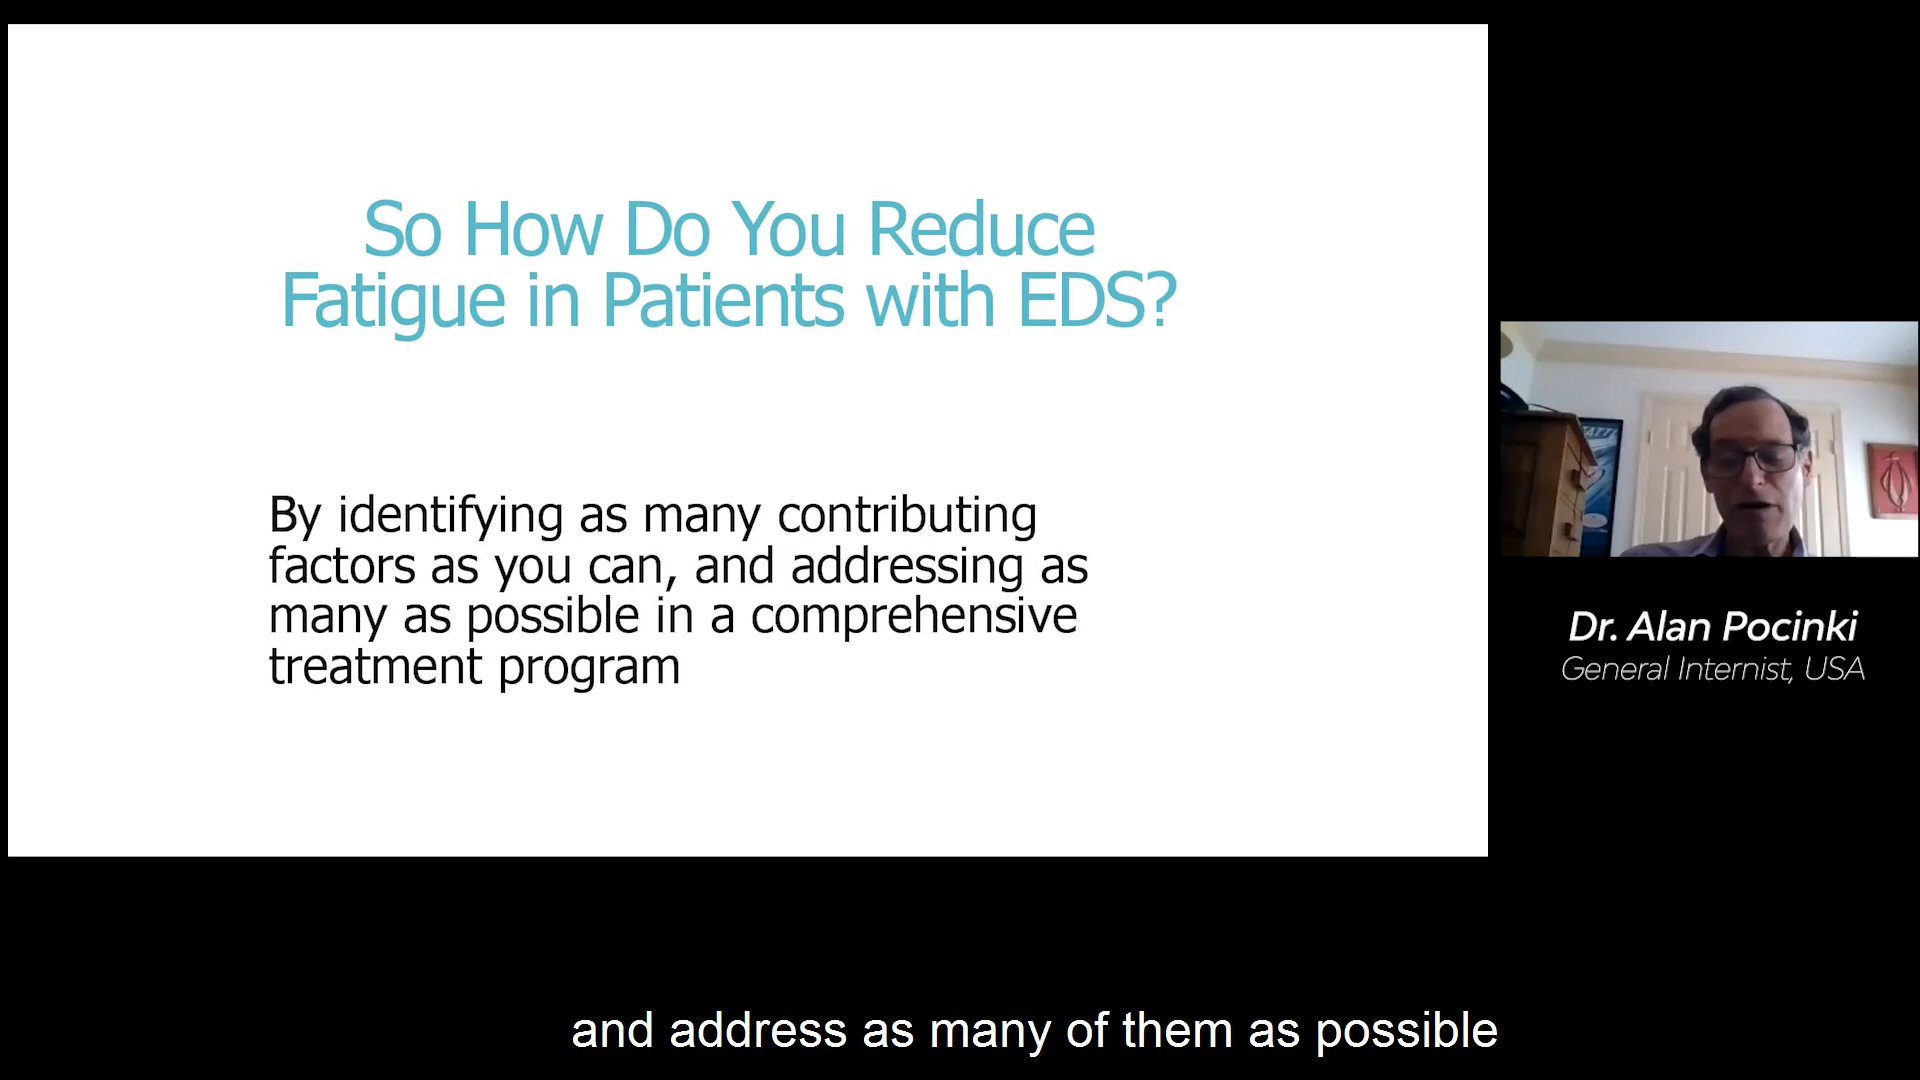 So How Do You Reduce
Fatigue in Patients with EDS?
By identifying as many contributing
factors as you can, and addressing as
many as possible in a comprehensive
treatment program
Dr. Alan Pocinki
General Internist, USA
and address as many of them as possible